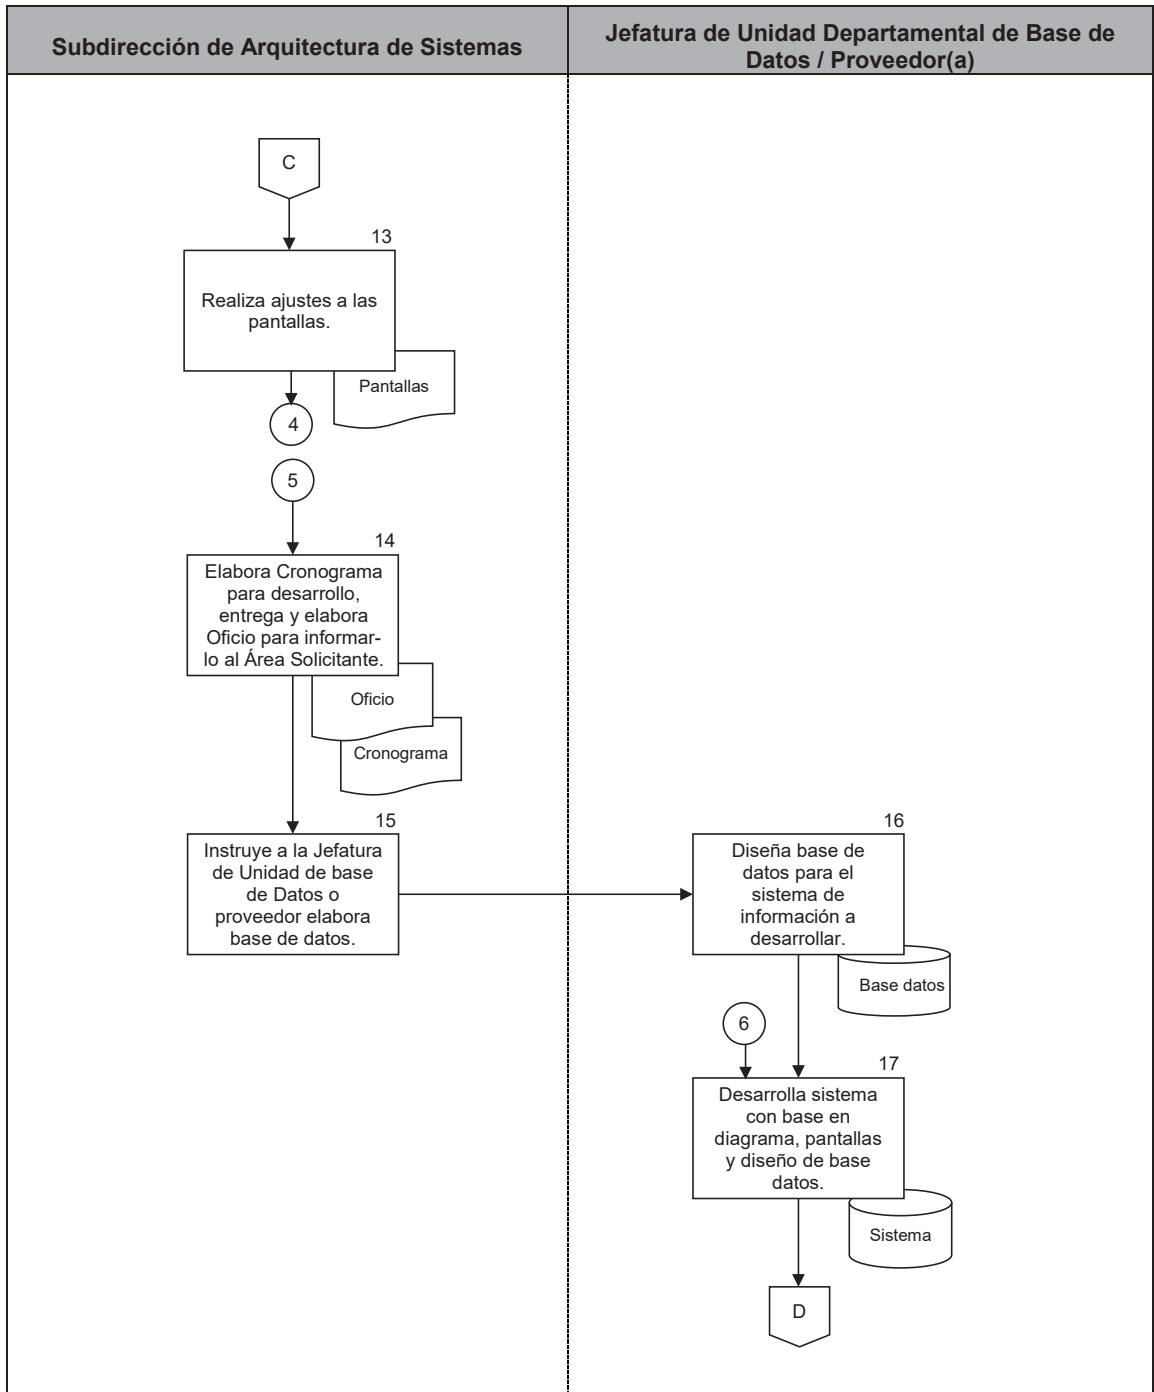 Subdirección de Arquitectura de Sistemas
Jefatura de Unidad Departamental de Base de
Datos / Proveedor(a)
C
13
Realiza ajustes a las
pantallas.
Pantallas
4
5
14
Elabora Cronograma
para desarrollo,
entrega y elabora
Oficio para informar-
lo al Área Solicitante.
Oficio
Cronograma
15
Instruye a la Jefatura
de Unidad de base
de Datos o
proveedor elabora
base de datos.
16
Diseña base de
datos para el
sistema de
información a
desarrollar.
Base datos
6
17
Desarrolla sistema
con base en
diagrama, pantallas
y diseño de base
datos.
Sistema
D